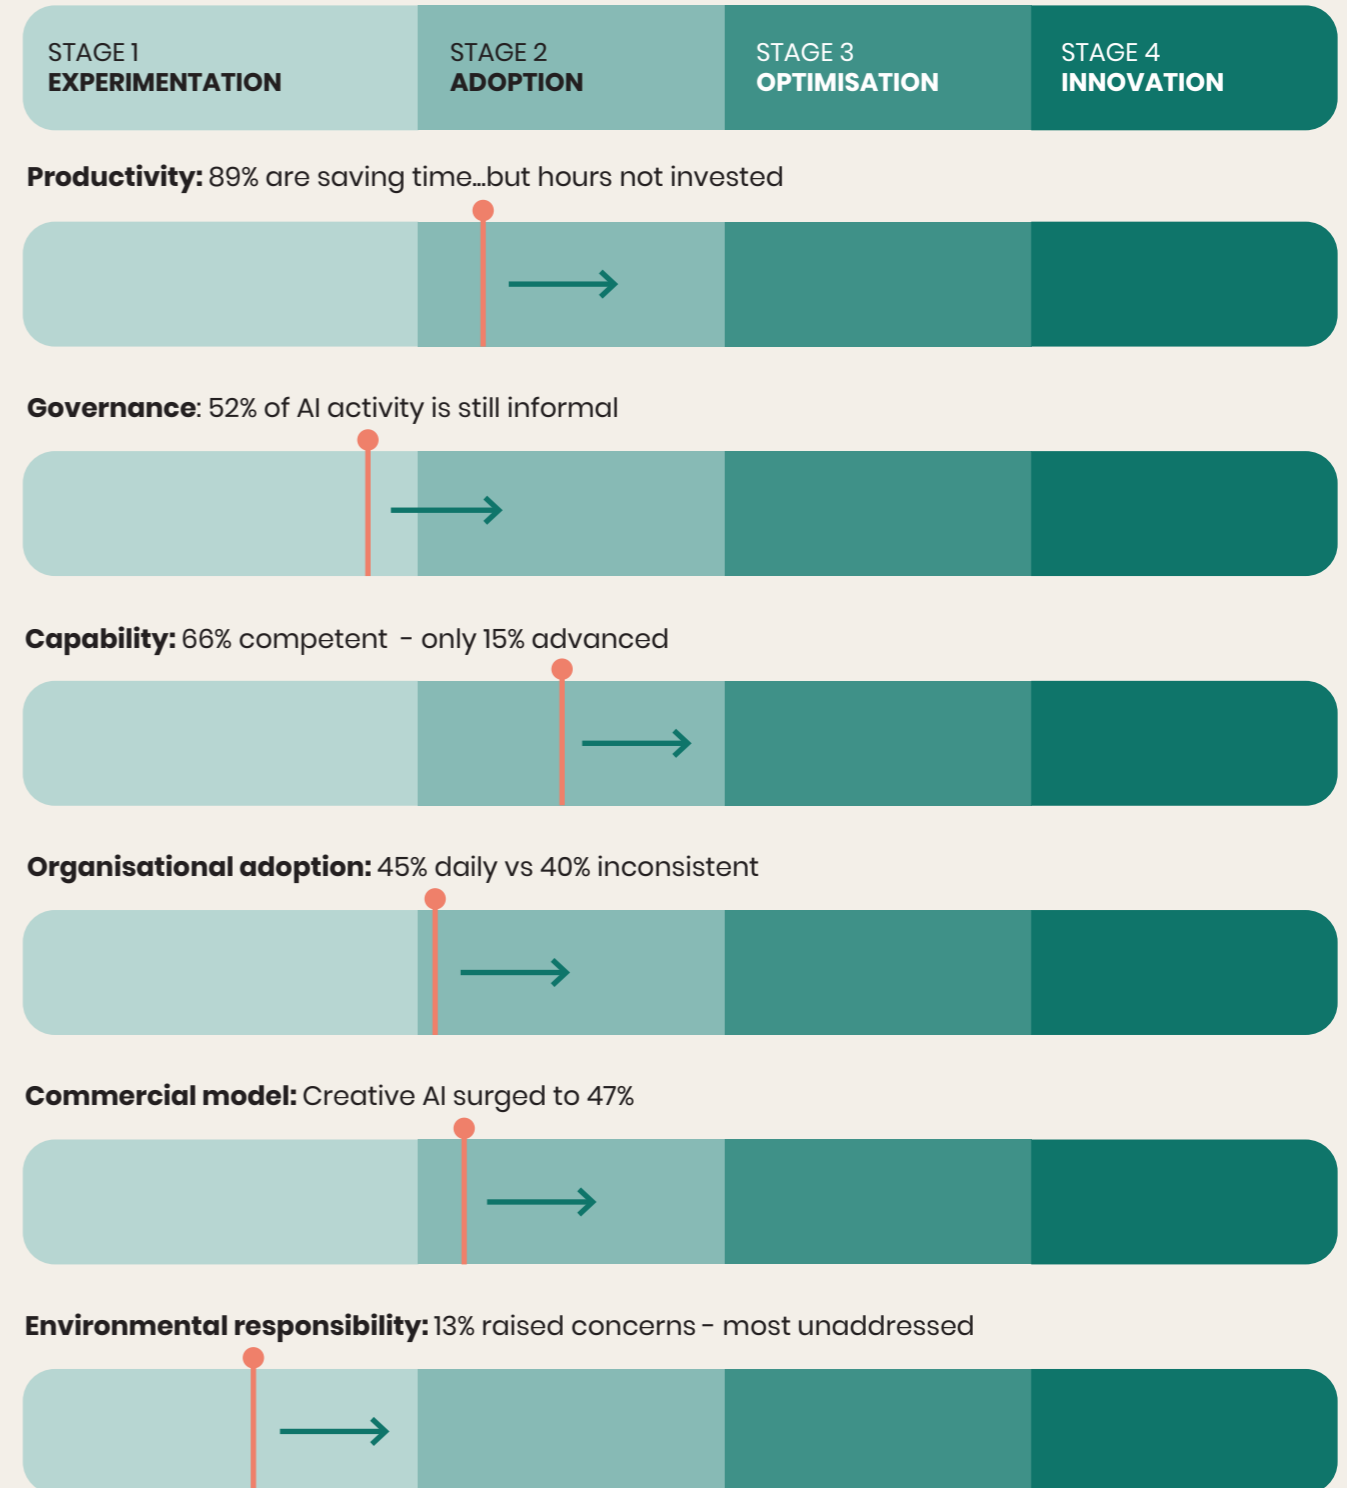 STAGE 1
EXPERIMENTATION
STAGE 2
ADOPTION
STAGE 3
OPTIMISATION
STAGE 4
INNOVATION
Productivity: 89% are saving time...but hours not invested
Governance: 52% of AI activity is still informal
Capability: 66% competent - only 15% advanced
Organisational adoption: 45% daily vs 40% inconsistent
Commercial model: Creative AI surged to 47%
Environmental responsibility: 13% raised concerns - most unaddressed